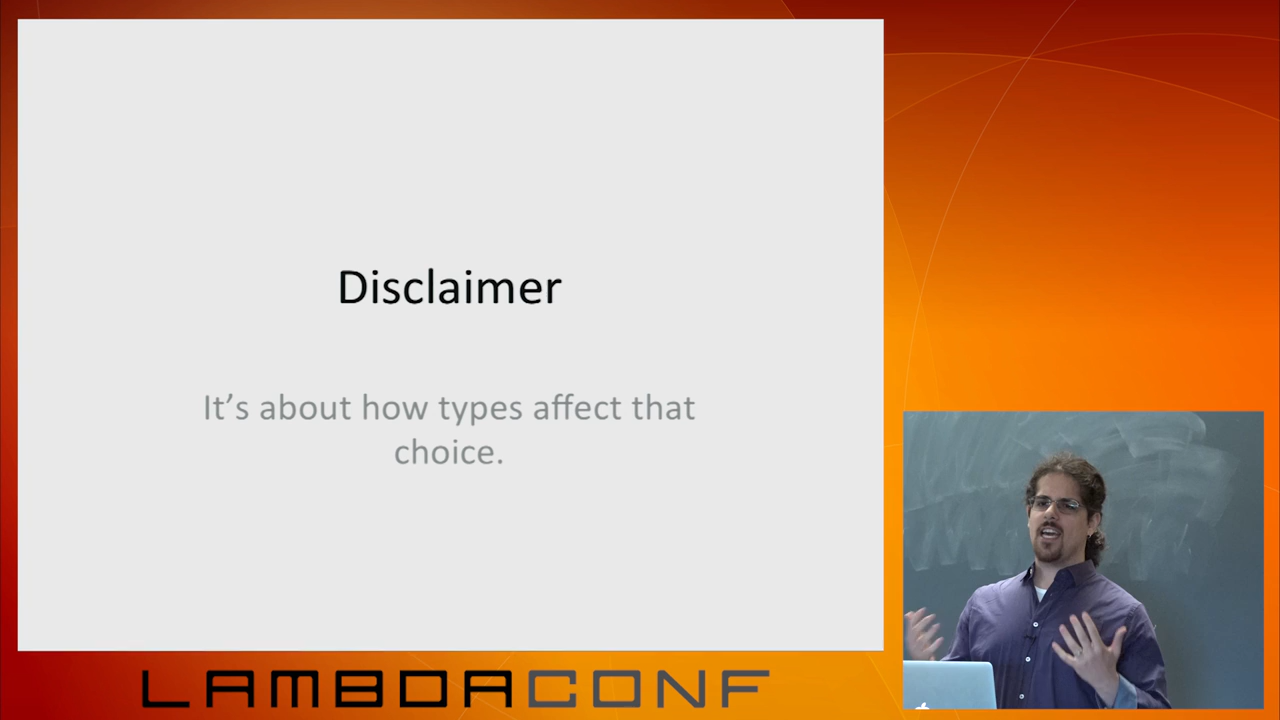 Disclaimer
It's about how types affect that
choice.
LAMBDACONF